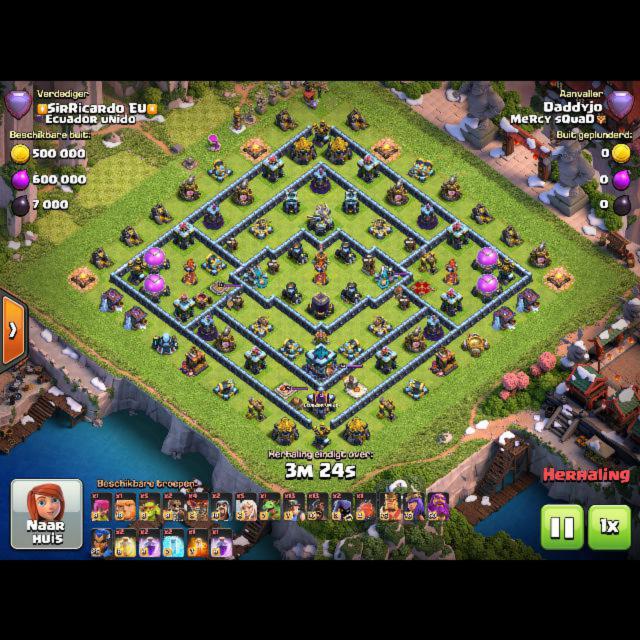 Verdediger
SirRicardo EU
Ecuador unido
Beschikbare buit:
500 000
600 000
7 000
Aanvaller
Daddyjo
MeRCY sQuaD
Buit geplunderd:
0
0
0
Herhaling eindigt over:
3M 24s
Herhaling
Beschikbare troepen:
Naar huis
1x